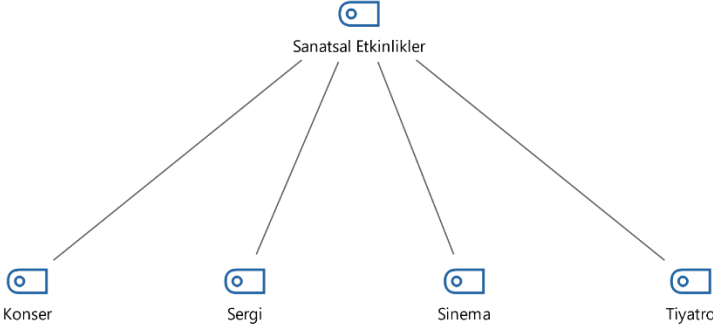 Sanatsal Etkinlikler
Konser
Sergi
Sinema
Tiyatro